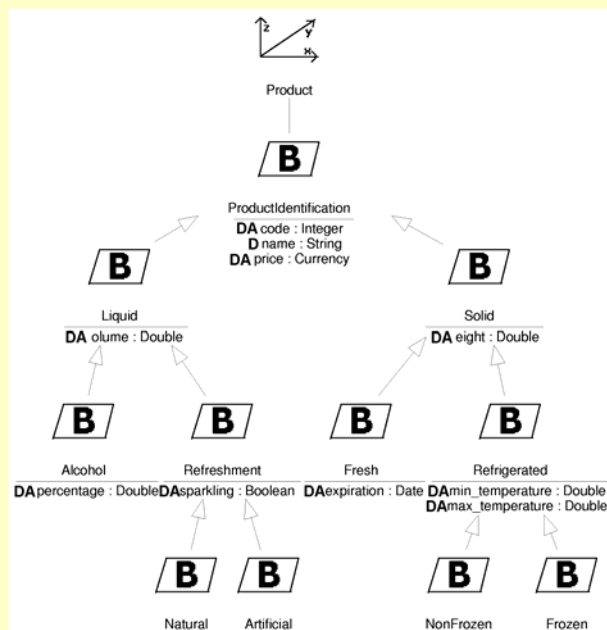 z y x
Product
B
ProductIdentification
DA code : Integer
D name : String
DA price : Currency
B B
Liquid Solid
DA olume : Double DA eight : Double
B B B B
Alcohol Refreshment Fresh Refrigerated
DA percentage : Double DA sparkling : Boolean DA expiration : Date DA min_temperature : Double
DA max_temperature : Double
B B B B
Natural Artificial NonFrozen Frozen